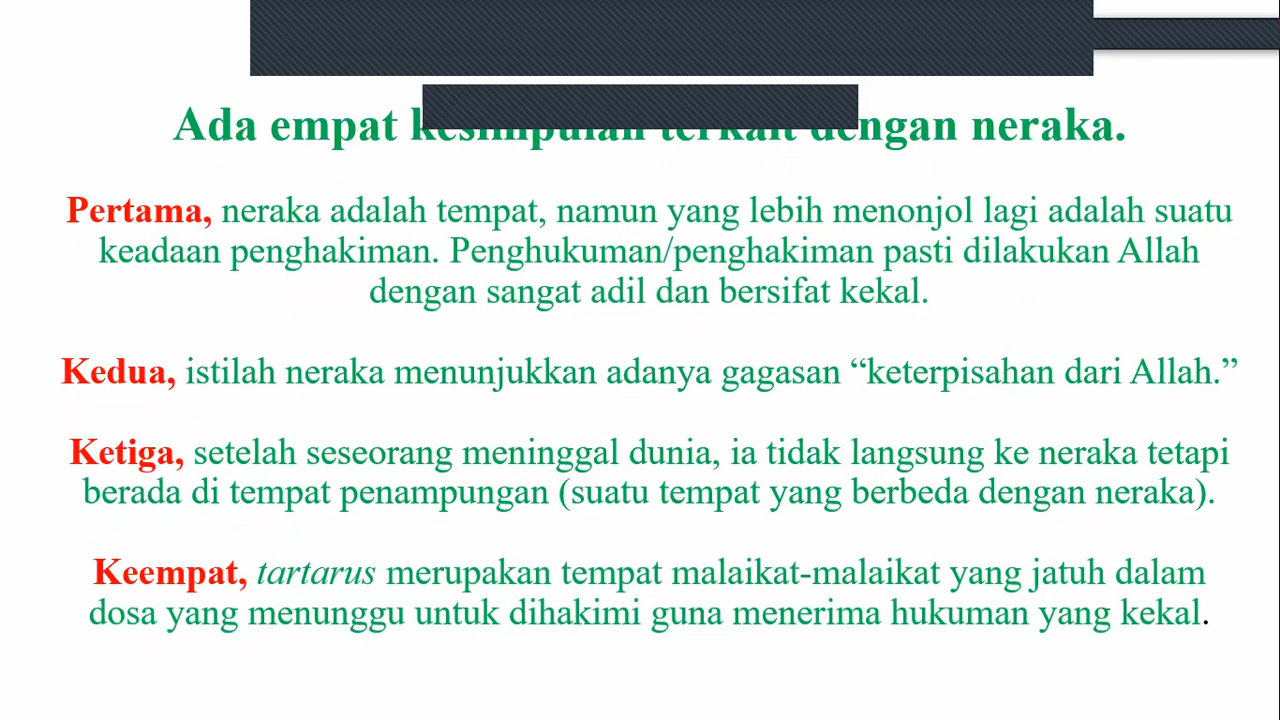 Ada empat kesimpulan terkait dengan neraka.
Pertama, neraka adalah tempat, namun yang lebih menonjol lagi adalah suatu
keadaan penghakiman. Penghukuman/penghakiman pasti dilakukan Allah
dengan sangat adil dan bersifat kekal.
Kedua, istilah neraka menunjukkan adanya gagasan “keterpisahan dari Allah.”
Ketiga, setelah seseorang meninggal dunia, ia tidak langsung ke neraka tetapi
berada di tempat penampungan (suatu tempat yang berbeda dengan neraka).
Keempat, tartarus merupakan tempat malaikat-malaikat yang jatuh dalam
dosa yang menunggu untuk dihakimi guna menerima hukuman yang kekal.